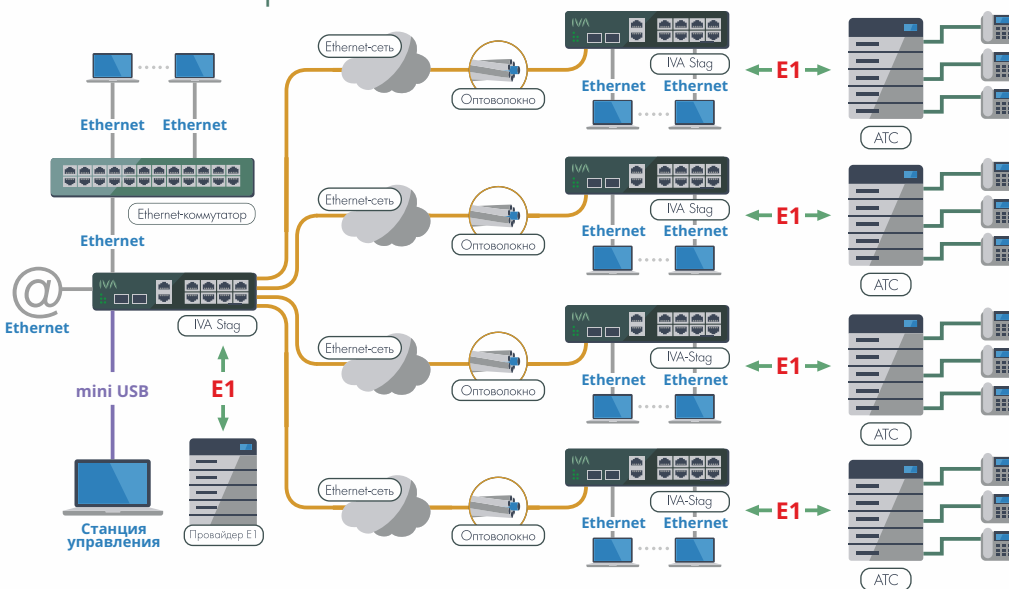 Ethernet
Ethernet
Ethernet-коммутатор
Ethernet
@
Ethernet
IVA
IVA Stag
mini USB
E1
Станция
управления
Провайдер E1
Ethernet-сеть
Оптоволокно
IVA
IVA Stag
Ethernet
Ethernet
E1
АТС
Ethernet-сеть
Оптоволокно
IVA
IVA Stag
Ethernet
Ethernet
E1
АТС
Ethernet-сеть
Оптоволокно
IVA
IVA-Stag
Ethernet
Ethernet
E1
АТС
Ethernet-сеть
Оптоволокно
IVA
IVA-Stag
Ethernet
Ethernet
E1
АТС